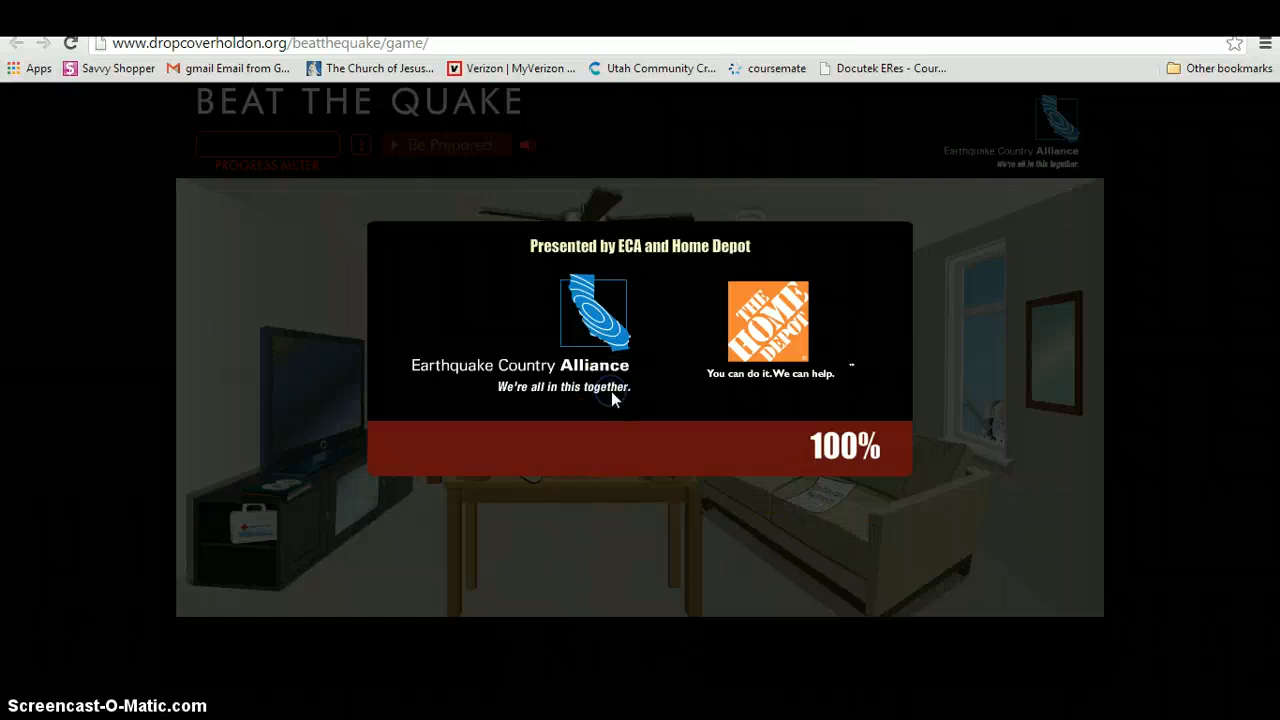 www.dropcoverholdon.org/beatthequake/game/
Apps
Savvy Shopper
gmail Email from G...
The Church of Jesus...
Verizon | MyVerizon ...
Utah Community Cr...
coursemate
Docutek ERes - Cour...
Other bookmarks
BEAT THE QUAKE
? Be Prepared
PROGRESS METER
Earthquake Country Alliance
We're all in this together.
Presented by ECA and Home Depot
THE HOME DEPOT
Earthquake Country Alliance
We're all in this together.
You can do it. We can help.
100%
Screencast-O-Matic.com